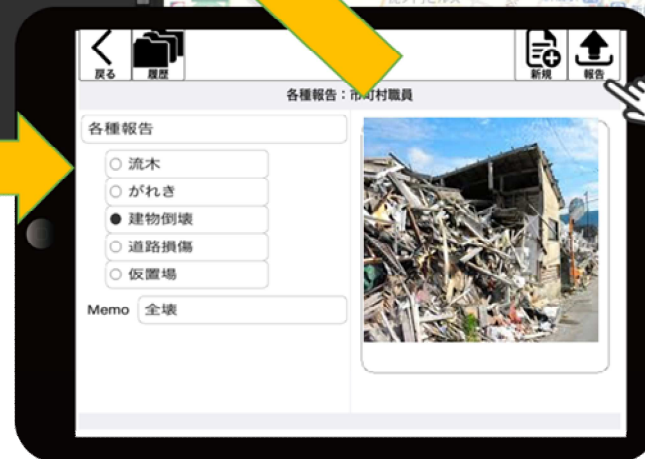 戻る
履歴
新規
報告
各種報告：市町村職員
各種報告
流木
がれき
建物倒壊
道路損傷
仮置場
Memo 全壊